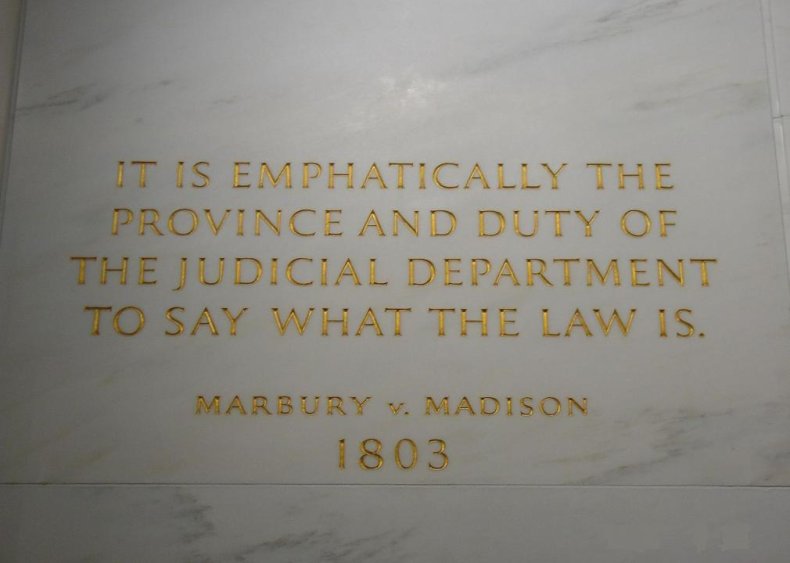 IT IS EMPHATICALLY THE
PROVINCE AND DUTY OF
THE JUDICIAL DEPARTMENT
TO SAY WHAT THE LAW IS.
MARBURY v. MADISON
1803